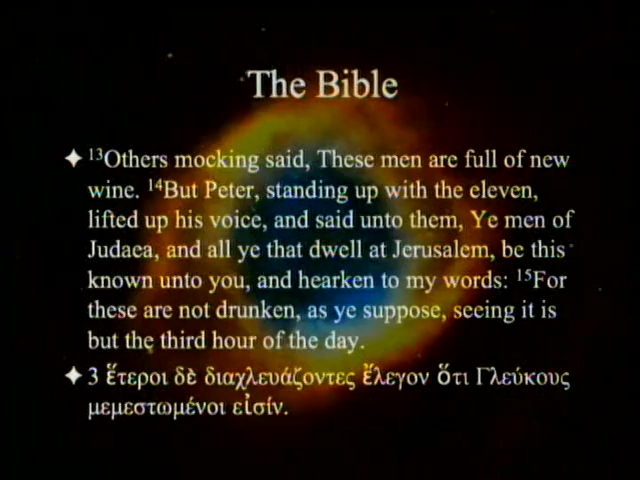 The Bible
¹³Others mocking said, These men are full of new
wine. ¹⁴But Peter, standing up with the eleven,
lifted up his voice, and said unto them, Ye men of
Judaea, and all ye that dwell at Jerusalem, be this
known unto you, and hearken to my words: ¹⁵For
these are not drunken, as ye suppose, seeing it is
but the third hour of the day.
3 ἕτεροι δὲ διαχλευάζοντες ἔλεγον ὅτι Γλεύκους
μεμεστωμένοι εἰσίν.